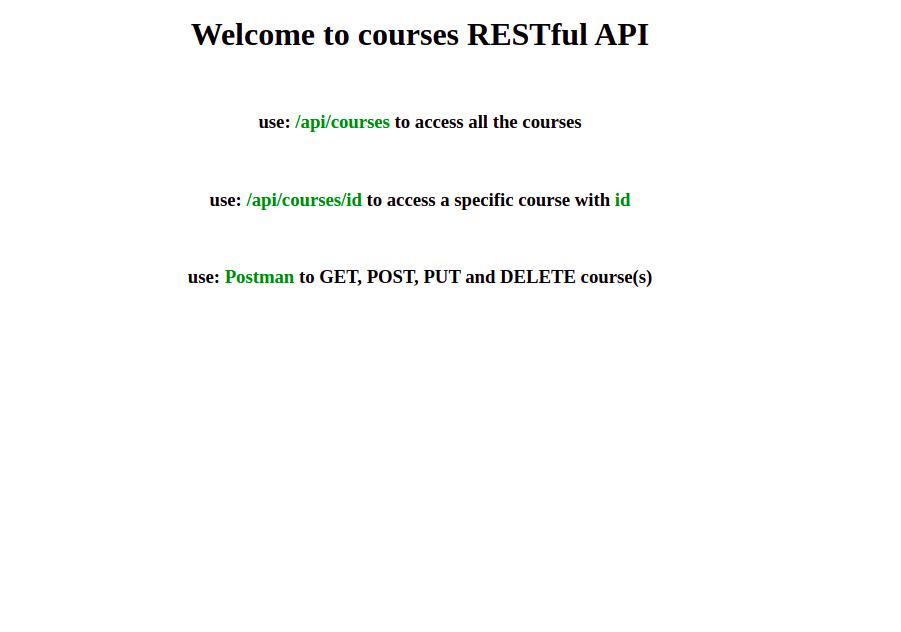 Welcome to courses RESTful API
use: /api/courses to access all the courses
use: /api/courses/id to access a specific course with id
use: Postman to GET, POST, PUT and DELETE course(s)